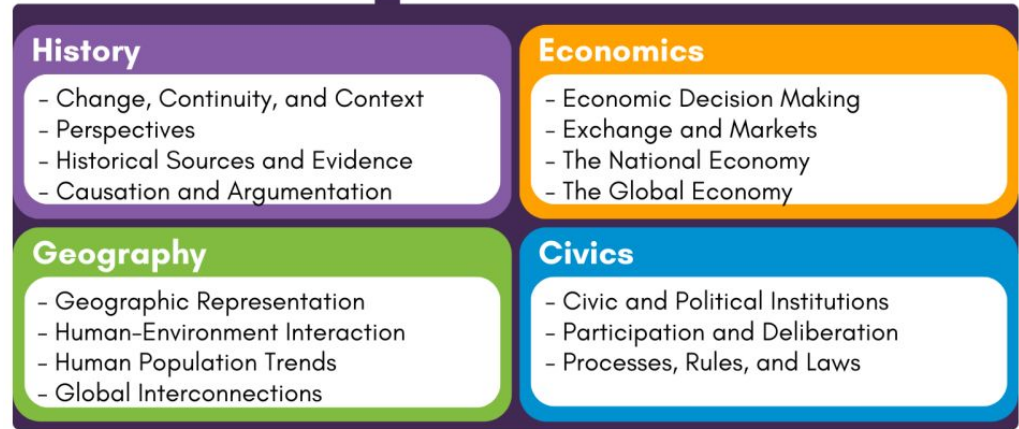 History
- Change, Continuity, and Context
- Perspectives
- Historical Sources and Evidence
- Causation and Argumentation
Economics
- Economic Decision Making
- Exchange and Markets
- The National Economy
- The Global Economy
Geography
- Geographic Representation
- Human-Environment Interaction
- Human Population Trends
- Global Interconnections
Civics
- Civic and Political Institutions
- Participation and Deliberation
- Processes, Rules, and Laws